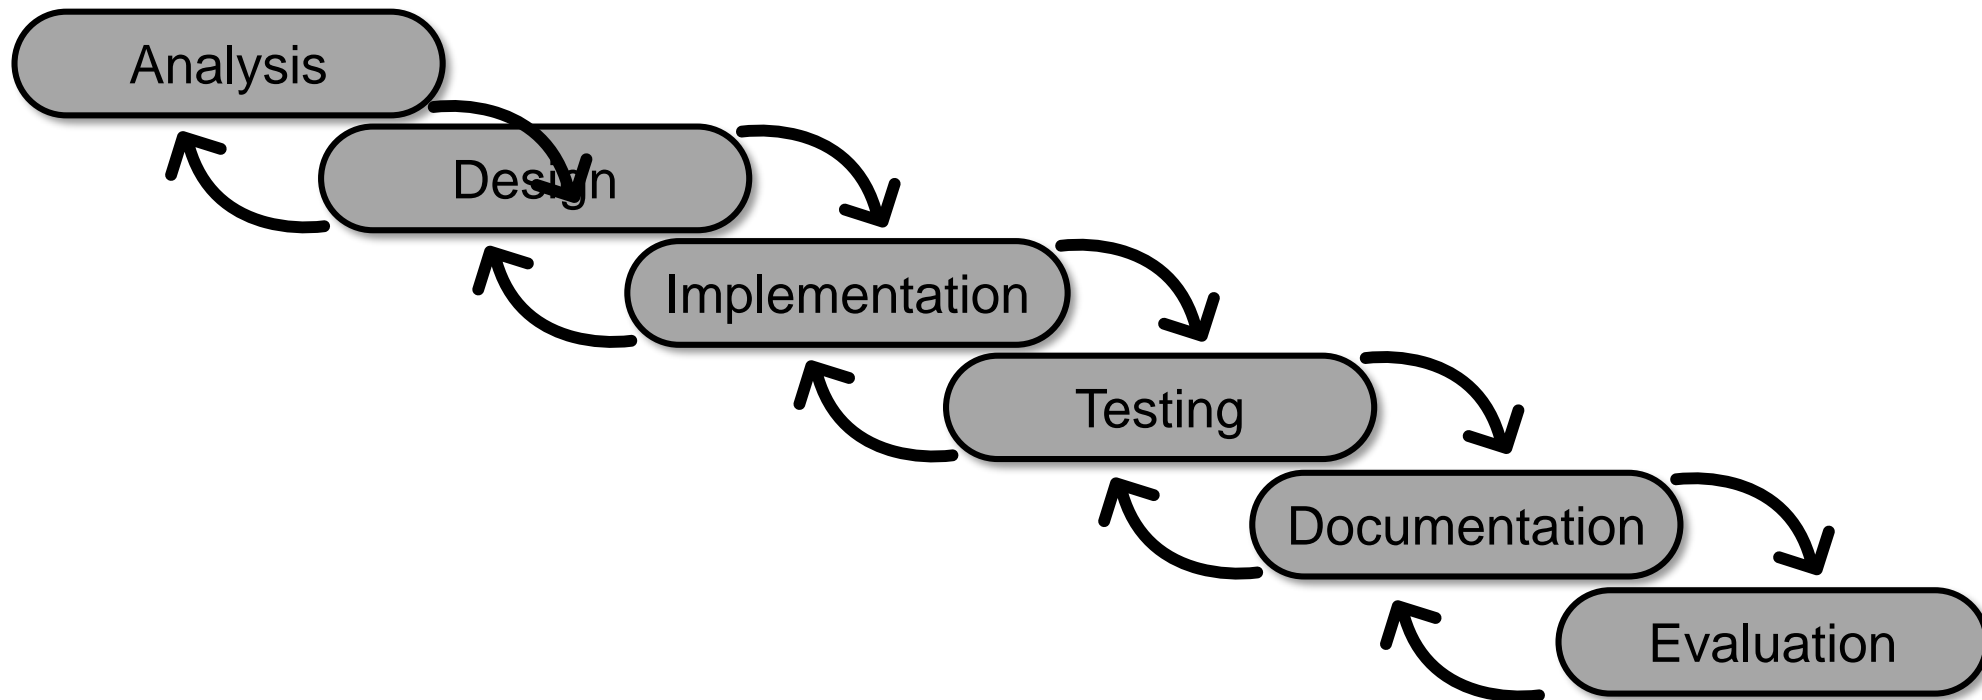 Analysis
Design
Implementation
Testing
Documentation
Evaluation